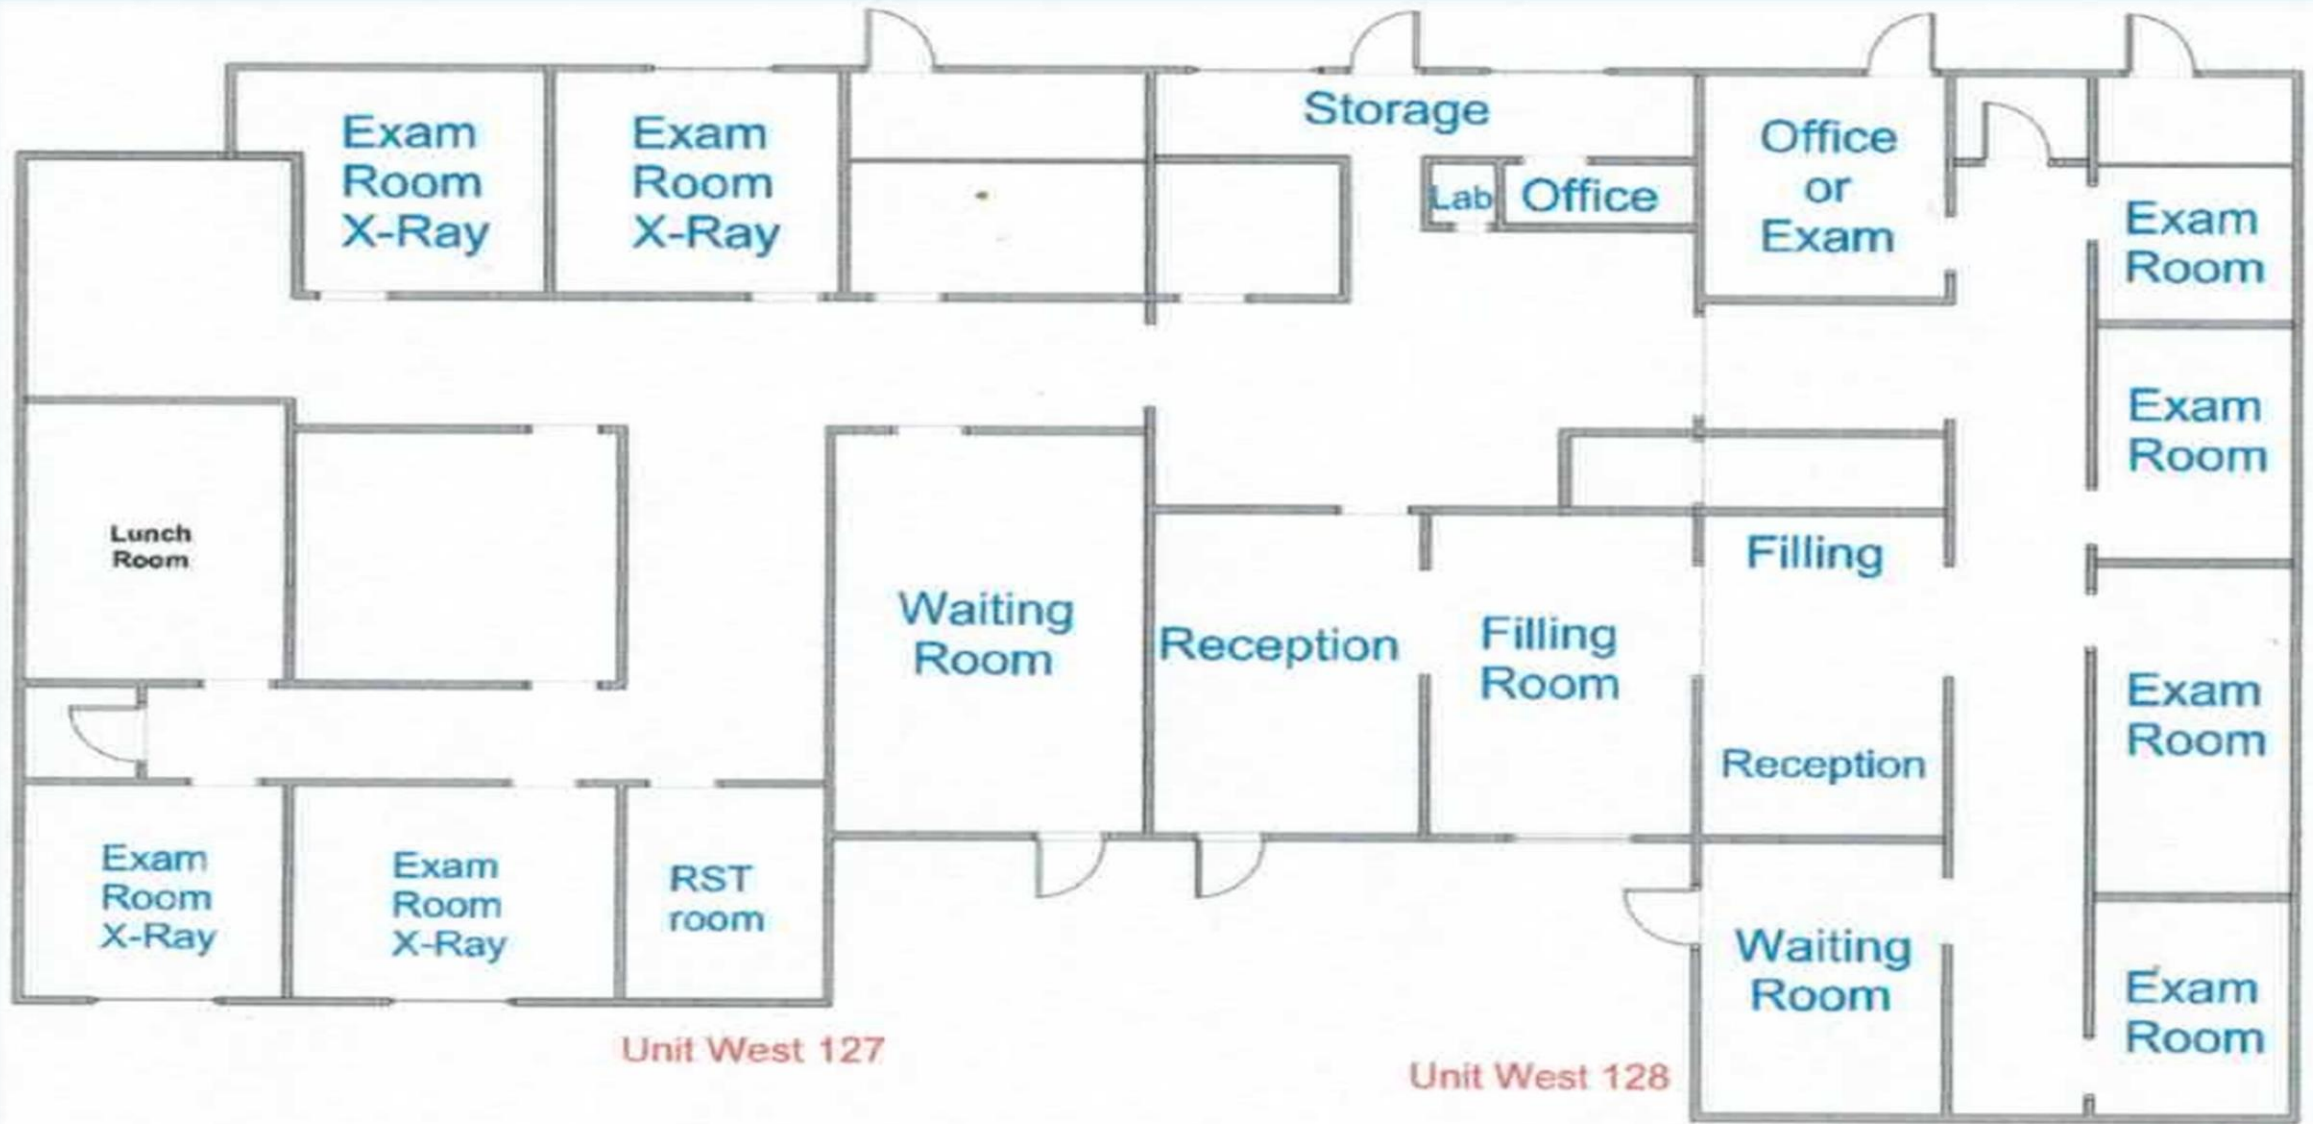 Exam
Room
X-Ray
Exam
Room
X-Ray
Storage
Lab
Office
Office
or
Exam
Exam
Room
Exam
Room
Lunch
Room
Waiting
Room
Reception
Filling
Room
Filling
Reception
Exam
Room
Exam
Room
X-Ray
Exam
Room
X-Ray
RST
room
Waiting
Room
Exam
Room
Unit West 127
Unit West 128